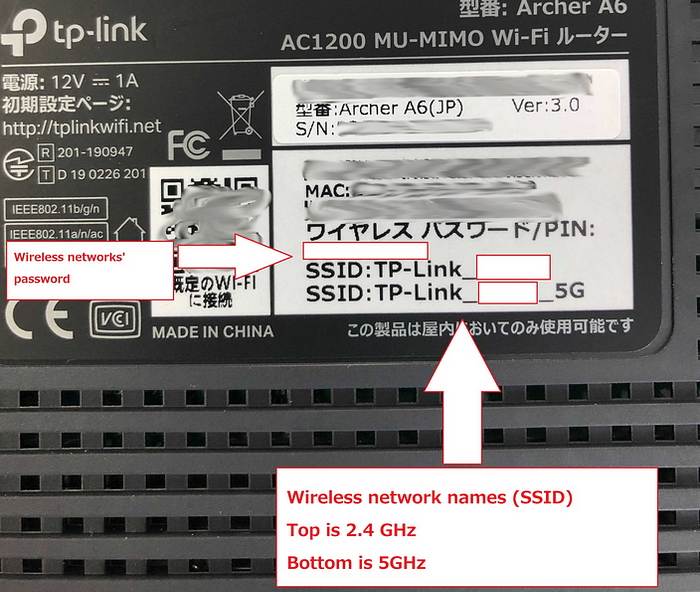 tp-link
型番: Archer A6
AC1200 MU-MIMO Wi-Fi ルーター
電源: 12V ⎓ 1A
初期設定ページ:
http://tplinkwifi.net
型番:Archer A6(JP) Ver:3.0
S/N:
FC
R 201-190947
T D 19 0226 201
MAC:
IEEE802.11b/g/n
IEEE802.11a/n/ac
ワイヤレス パスワード/PIN:
Wireless networks'
password
SSID:TP-Link_
SSID:TP-Link_ _5G
既定のWI-FI
に接続
CE
VCI
MADE IN CHINA
この製品は屋内においてのみ使用可能です
Wireless network names (SSID)
Top is 2.4 GHz
Bottom is 5GHz